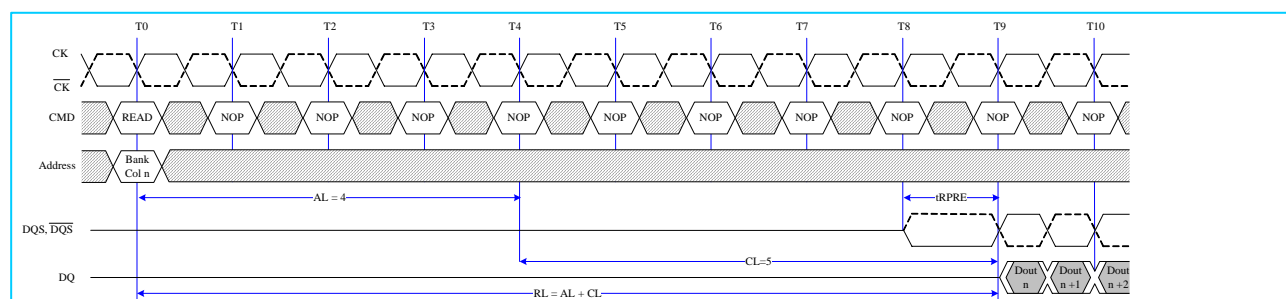 T0 T1 T2 T3 T4 T5 T6 T7 T8 T9 T10
CK
CK
CMD READ NOP NOP NOP NOP NOP NOP NOP NOP NOP NOP
Address Bank
Col n
AL = 4 tRPRE
DQS, DQS
CL=5
DQ Dout Dout Dout
n n +1 n +2
RL = AL + CL